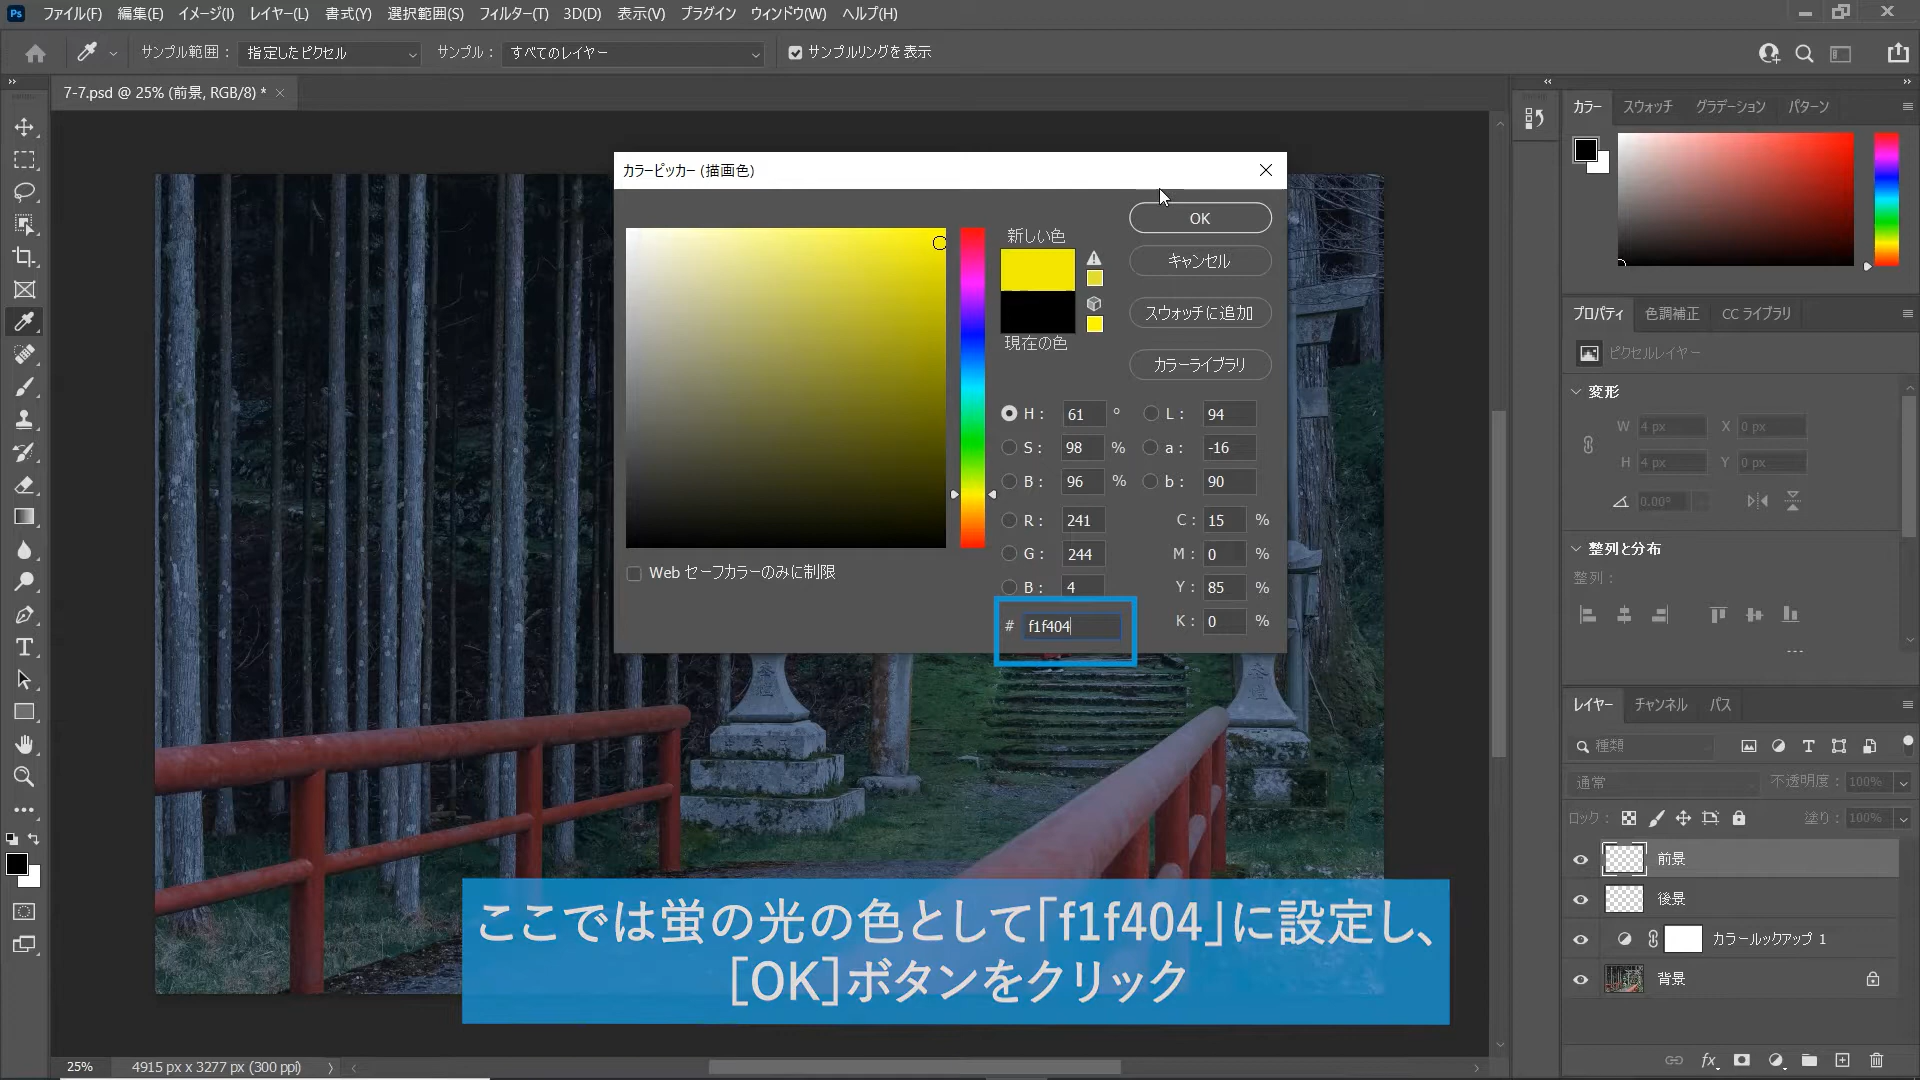 Ps ファイル(F) 編集(E) イメージ(I) レイヤー(L) 書式(Y) 選択範囲(S) フィルター(T) 3D(D) 表示(V) プラグイン ウィンドウ(W) ヘルプ(H)
サンプル範囲： 指定したピクセル サンプル： すべてのレイヤー サンプルリングを表示
7-7.psd @ 25% (前景, RGB/8) *
カラー スウォッチ グラデーション パターン
カラーピッカー (描画色)
新しい色
現在の色
OK
キャンセル
スウォッチに追加
カラーライブラリ
H： 61 ° L： 94
S： 98 % a： -16
B： 96 % b： 90
R： 241 C： 15 %
G： 244 M： 0 %
B： 4 Y： 85 %
# f1f404 K： 0 %
Web セーフカラーのみに制限
プロパティ 色調補正 CC ライブラリ
ピクセルレイヤー
変形
W 4 px X 0 px
H 4 px Y 0 px
0.00°
整列と分布
整列：
レイヤー チャンネル パス
種類
通常 不透明度： 100%
ロック： 塗り： 100%
前景
後景
カラールックアップ 1
背景
fx
ここでは蛍の光の色として「f1f404」に設定し、
［OK］ボタンをクリック
25% 4915 px x 3277 px (300 ppi)